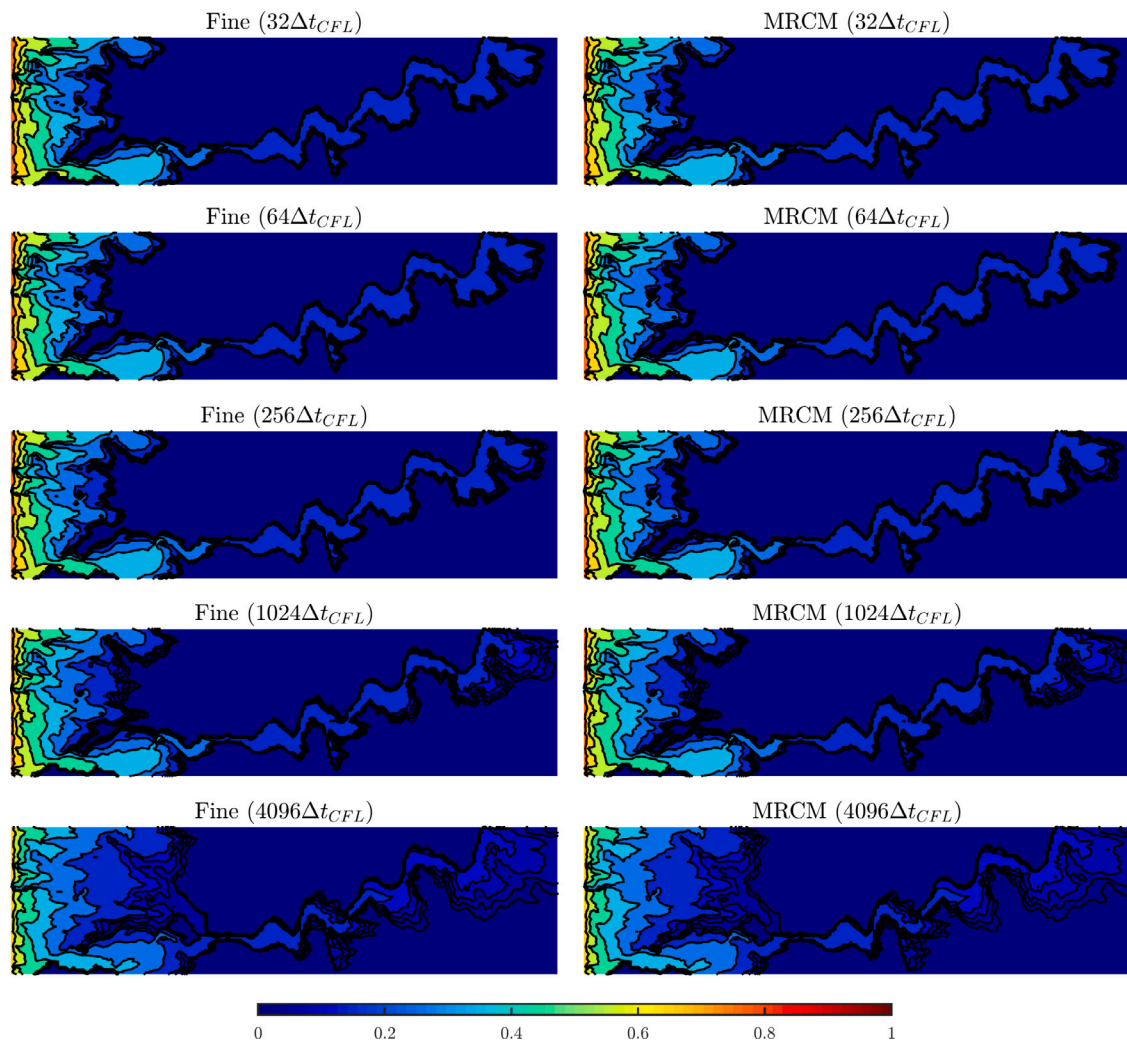 Fine (32Δt_{CFL}) MRCM (32Δt_{CFL})
Fine (64Δt_{CFL}) MRCM (64Δt_{CFL})
Fine (256Δt_{CFL}) MRCM (256Δt_{CFL})
Fine (1024Δt_{CFL}) MRCM (1024Δt_{CFL})
Fine (4096Δt_{CFL}) MRCM (4096Δt_{CFL})
0 0.2 0.4 0.6 0.8 1